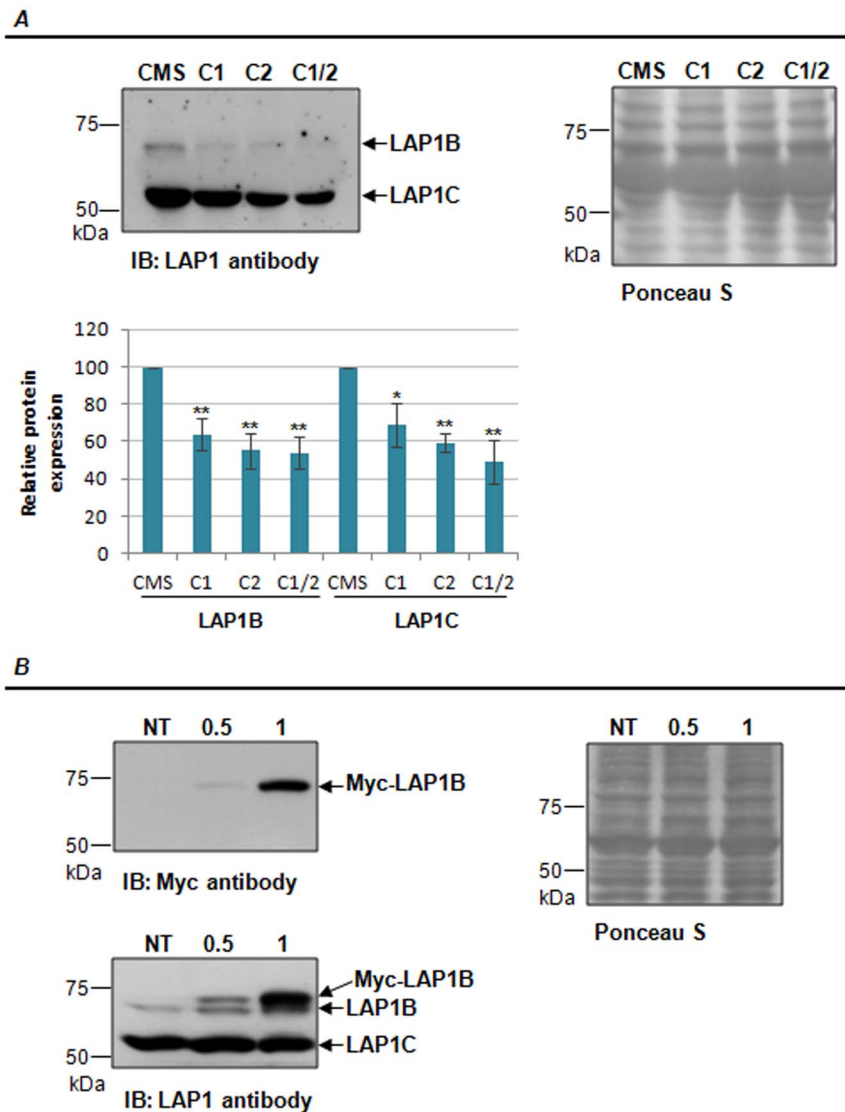 A
CMS C1 C2 C1/2
75
LAP1B
LAP1C
50
kDa
IB: LAP1 antibody
CMS C1 C2 C1/2
75
50
kDa
Ponceau S
Relative protein
expression
120
100
80
60
40
20
0
** ** ** * ** **
CMS C1 C2 C1/2 CMS C1 C2 C1/2
LAP1B LAP1C
B
NT 0.5 1
75
Myc-LAP1B
50
kDa
IB: Myc antibody
NT 0.5 1
75
50
kDa
Ponceau S
NT 0.5 1
75
Myc-LAP1B
LAP1B
LAP1C
50
kDa
IB: LAP1 antibody